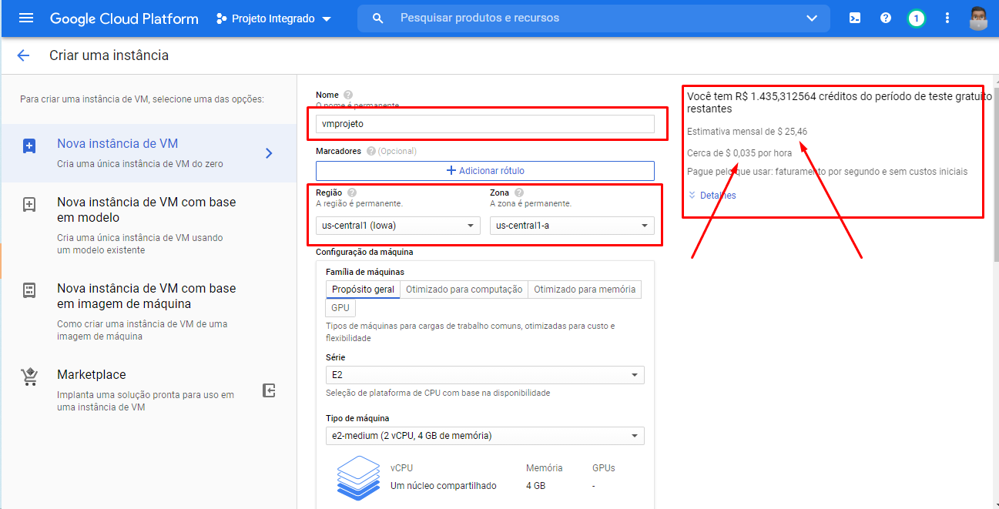 Google Cloud Platform
Projeto Integrado
Pesquisar produtos e recursos
1
Criar uma instância
Para criar uma instância de VM, selecione uma das opções:
Nova instância de VM
Cria uma única instância de VM do zero
Nova instância de VM com base
em modelo
Cria uma única instância de VM usando
um modelo existente
Nova instância de VM com base
em imagem de máquina
Como criar uma instância de VM de uma
imagem de máquina
Marketplace
Implanta uma solução pronta para uso em
uma instância de VM
Nome
O nome é permanente
vmprojeto
Marcadores (Opcional)
Adicionar rótulo
Região
A região é permanente.
us-central1 (Iowa)
Zona
A zona é permanente.
us-central1-a
Configuração da máquina
Família de máquinas
Propósito geral
Otimizado para computação
Otimizado para memória
GPU
Tipos de máquinas para cargas de trabalho comuns, otimizadas para custo e
flexibilidade
Série
E2
Seleção de plataforma de CPU com base na disponibilidade
Tipo de máquina
e2-medium (2 vCPU, 4 GB de memória)
vCPU
Um núcleo compartilhado
Memória
4 GB
GPUs
-
Você tem R$ 1.435,312564 créditos do período de teste gratuito
restantes
Estimativa mensal de $ 25,46
Cerca de $ 0,035 por hora
Pague pelo que usar: faturamento por segundo e sem custos iniciais
Detalhes